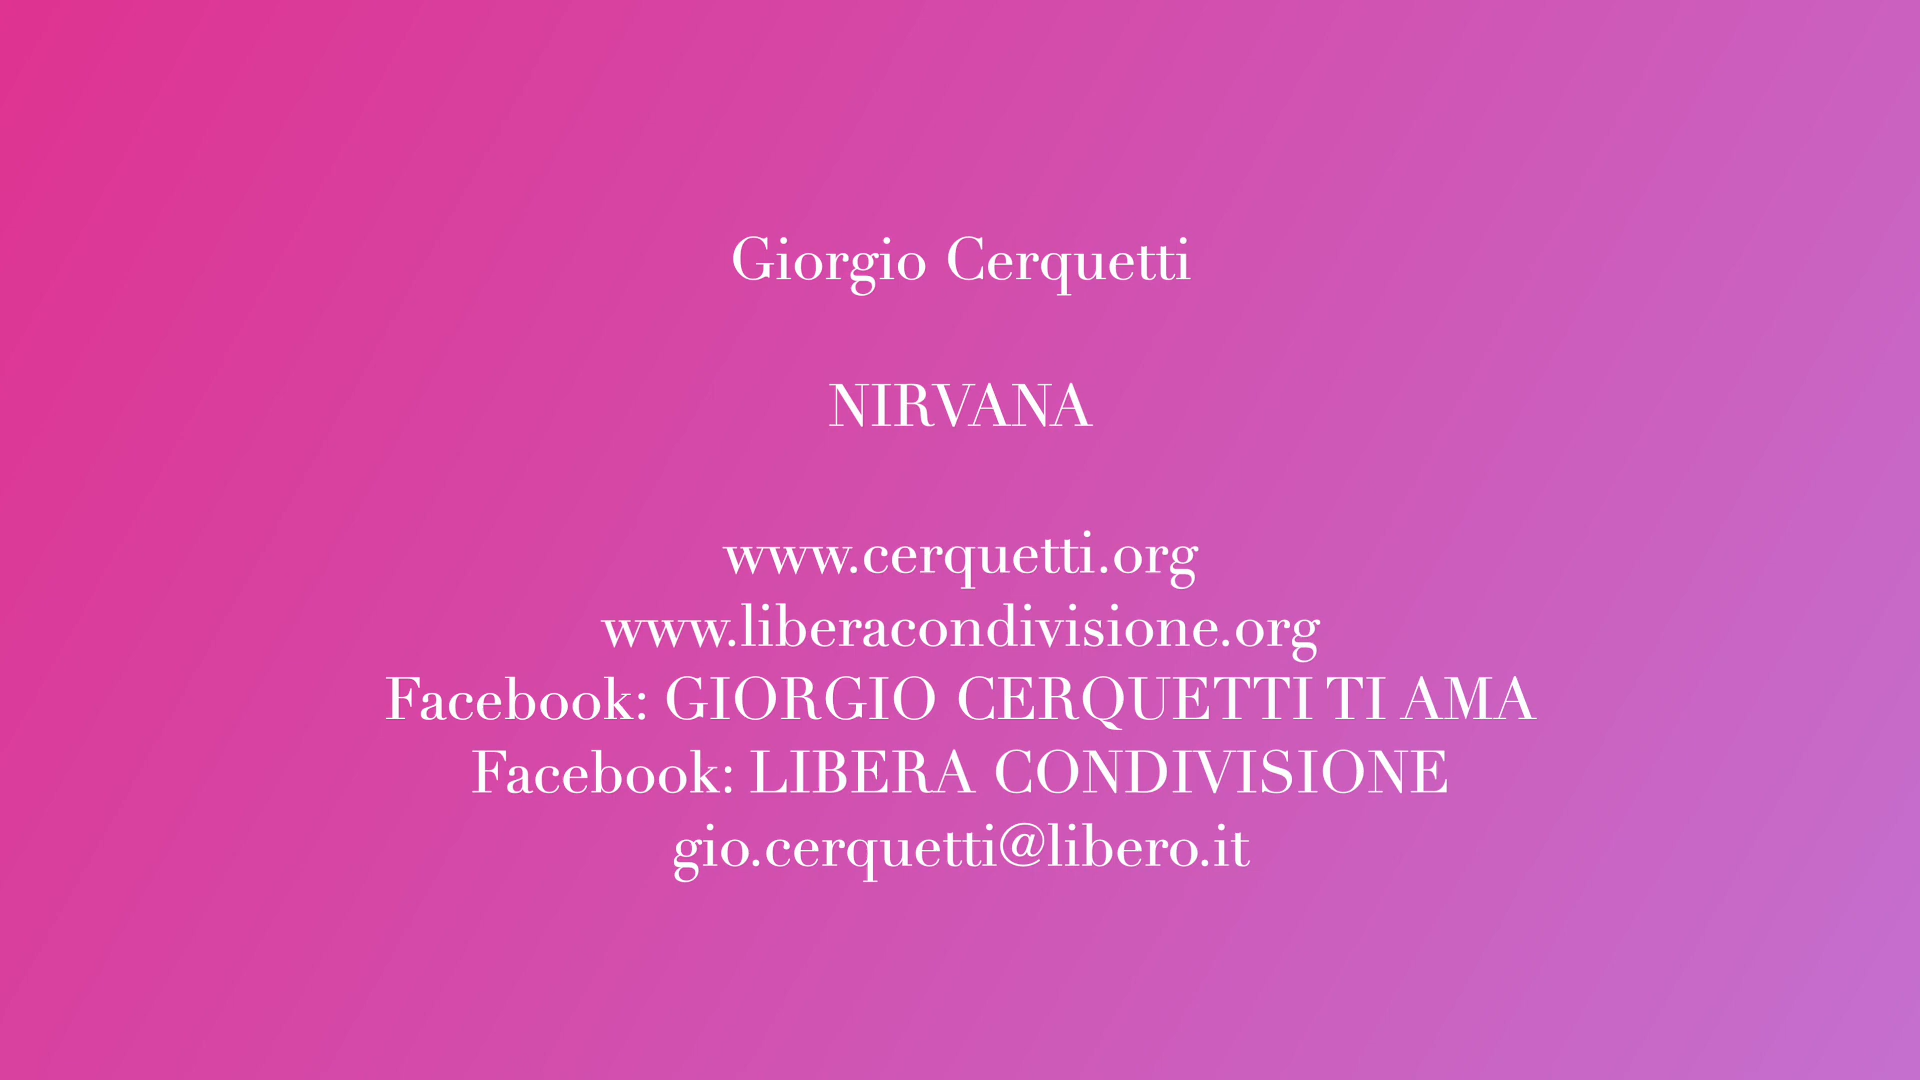 Giorgio Cerquetti
NIRVANA
www.cerquetti.org
www.liberacondivisione.org
Facebook: GIORGIO CERQUETTI TI AMA
Facebook: LIBERA CONDIVISIONE
gio.cerquetti@libero.it